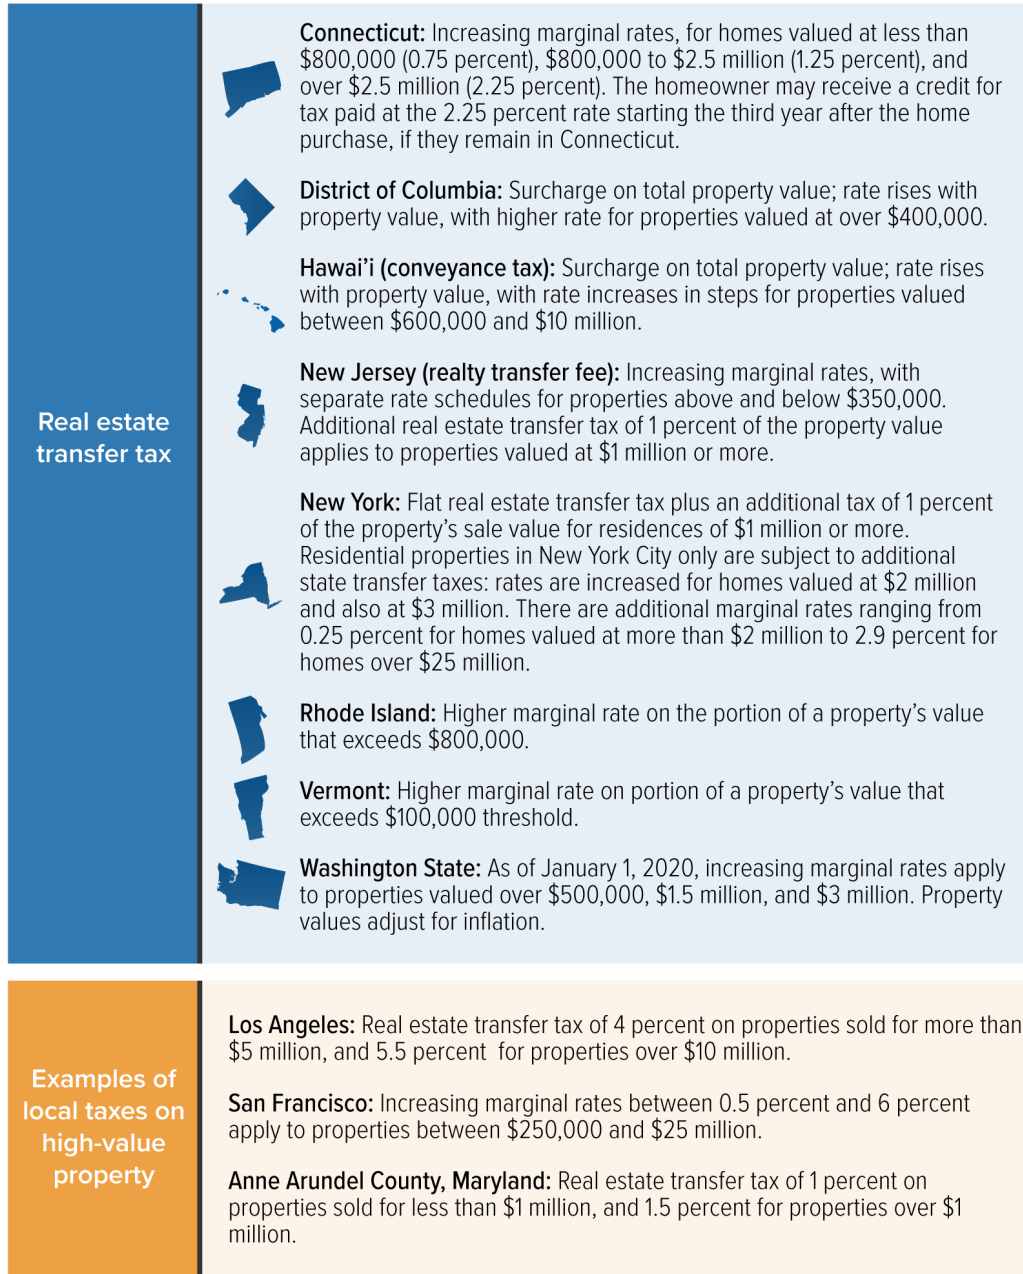 Real estate
transfer tax
Connecticut: Increasing marginal rates, for homes valued at less than
$800,000 (0.75 percent), $800,000 to $2.5 million (1.25 percent), and
over $2.5 million (2.25 percent). The homeowner may receive a credit for
tax paid at the 2.25 percent rate starting the third year after the home
purchase, if they remain in Connecticut.
District of Columbia: Surcharge on total property value; rate rises with
property value, with higher rate for properties valued at over $400,000.
Hawai’i (conveyance tax): Surcharge on total property value; rate rises
with property value, with rate increases in steps for properties valued
between $600,000 and $10 million.
New Jersey (realty transfer fee): Increasing marginal rates, with
separate rate schedules for properties above and below $350,000.
Additional real estate transfer tax of 1 percent of the property value
applies to properties valued at $1 million or more.
New York: Flat real estate transfer tax plus an additional tax of 1 percent
of the property’s sale value for residences of $1 million or more.
Residential properties in New York City only are subject to additional
state transfer taxes: rates are increased for homes valued at $2 million
and also at $3 million. There are additional marginal rates ranging from
0.25 percent for homes valued at more than $2 million to 2.9 percent for
homes over $25 million.
Rhode Island: Higher marginal rate on the portion of a property’s value
that exceeds $800,000.
Vermont: Higher marginal rate on portion of a property’s value that
exceeds $100,000 threshold.
Washington State: As of January 1, 2020, increasing marginal rates apply
to properties valued over $500,000, $1.5 million, and $3 million. Property
values adjust for inflation.
Examples of
local taxes on
high-value
property
Los Angeles: Real estate transfer tax of 4 percent on properties sold for more than
$5 million, and 5.5 percent for properties over $10 million.
San Francisco: Increasing marginal rates between 0.5 percent and 6 percent
apply to properties between $250,000 and $25 million.
Anne Arundel County, Maryland: Real estate transfer tax of 1 percent on
properties sold for less than $1 million, and 1.5 percent for properties over $1
million.